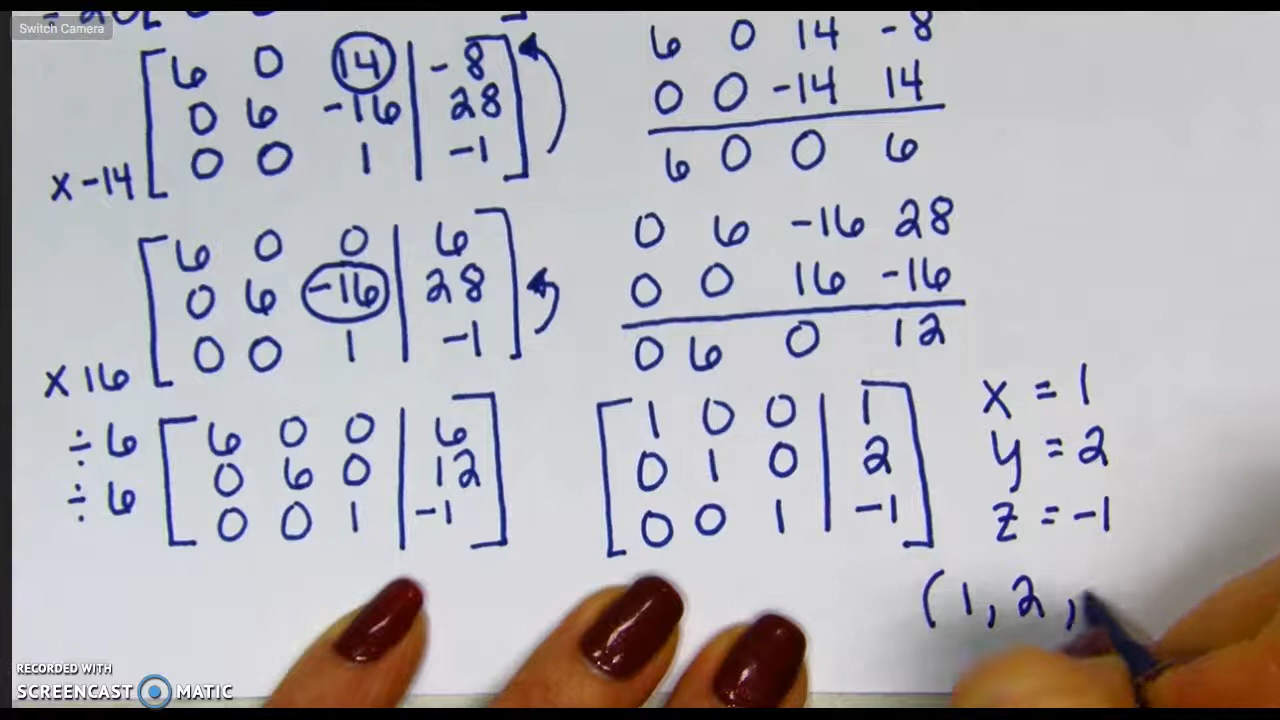 Switch Camera
6 0 14 | -8
0 6 -16 | 28
x -14 0 0 1 | -1
6 0 14 -8
0 0 -14 14
6 0 0 6
6 0 0 | 6
0 6 -16 | 28
x 16 0 0 1 | -1
0 6 -16 28
0 0 16 -16
0 6 0 12
÷ 6 6 0 0 | 6
÷ 6 0 6 0 | 12
0 0 1 | -1
1 0 0 | 1
0 1 0 | 2
0 0 1 | -1
x = 1
y = 2
z = -1
(1, 2,
RECORDED WITH
SCREENCAST MATIC